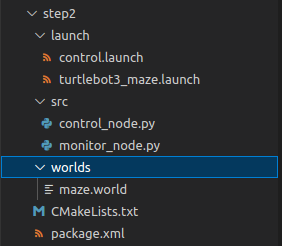 step2
launch
control.launch
turtlebot3_maze.launch
src
control_node.py
monitor_node.py
worlds
maze.world
CMakeLists.txt
package.xml